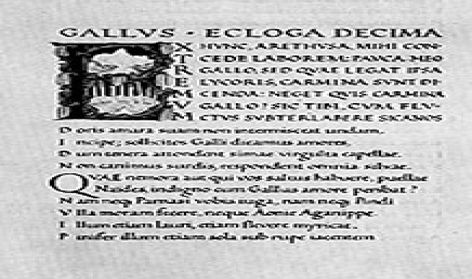 GALLVS · ECLOGA DECIMA
EXTREMVM HUNC, ARETHVSA, MIHI CON-
CEDE LABOREM: PAVCA MEO
GALLO, SED QVAE LEGAT IPSA
LYCORIS, CARMINA SVNT DI-
CENDA: NEGET QVIS CARMINA
GALLO? SIC TIBI, CVM FLV-
CTVS SVBTERLABERE SICANOS
Doris amara suam non intermisceat undam,
Incipe; sollicitos Galli dicamus amores,
Dum tenera attondent simae virgulta capellae.
Non canimus surdis, respondent omnia silvae.
QVAE nemora aut qui vos saltus habuere, puellae
Naides, indigno cum Gallus amore peribat?
Nam neq, Parnasi vobis iuga, nam neq, Pindi
Vlla moram fecere, neque Aonie Aganippe.
Illum etiam lauri, etiam flevere myricae,
Pinifer illum etiam sola sub rupe iacentem